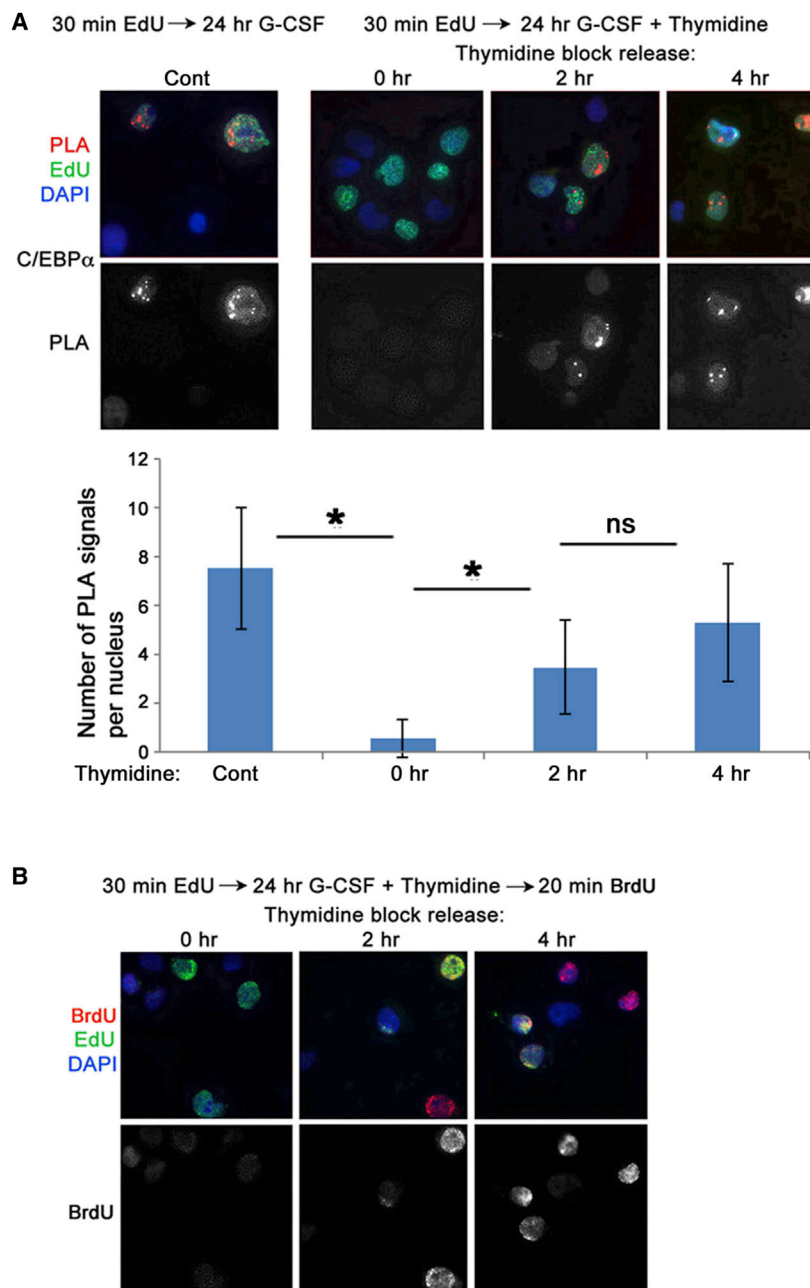 A
30 min EdU → 24 hr G-CSF
30 min EdU → 24 hr G-CSF + Thymidine
Thymidine block release:
Cont
0 hr
2 hr
4 hr
PLA
EdU
DAPI
C/EBPα
PLA
Number of PLA signals
per nucleus
12
10
8
6
4
2
0
*
*
ns
Thymidine:
Cont
0 hr
2 hr
4 hr
B
30 min EdU → 24 hr G-CSF + Thymidine → 20 min BrdU
Thymidine block release:
0 hr
2 hr
4 hr
BrdU
EdU
DAPI
BrdU